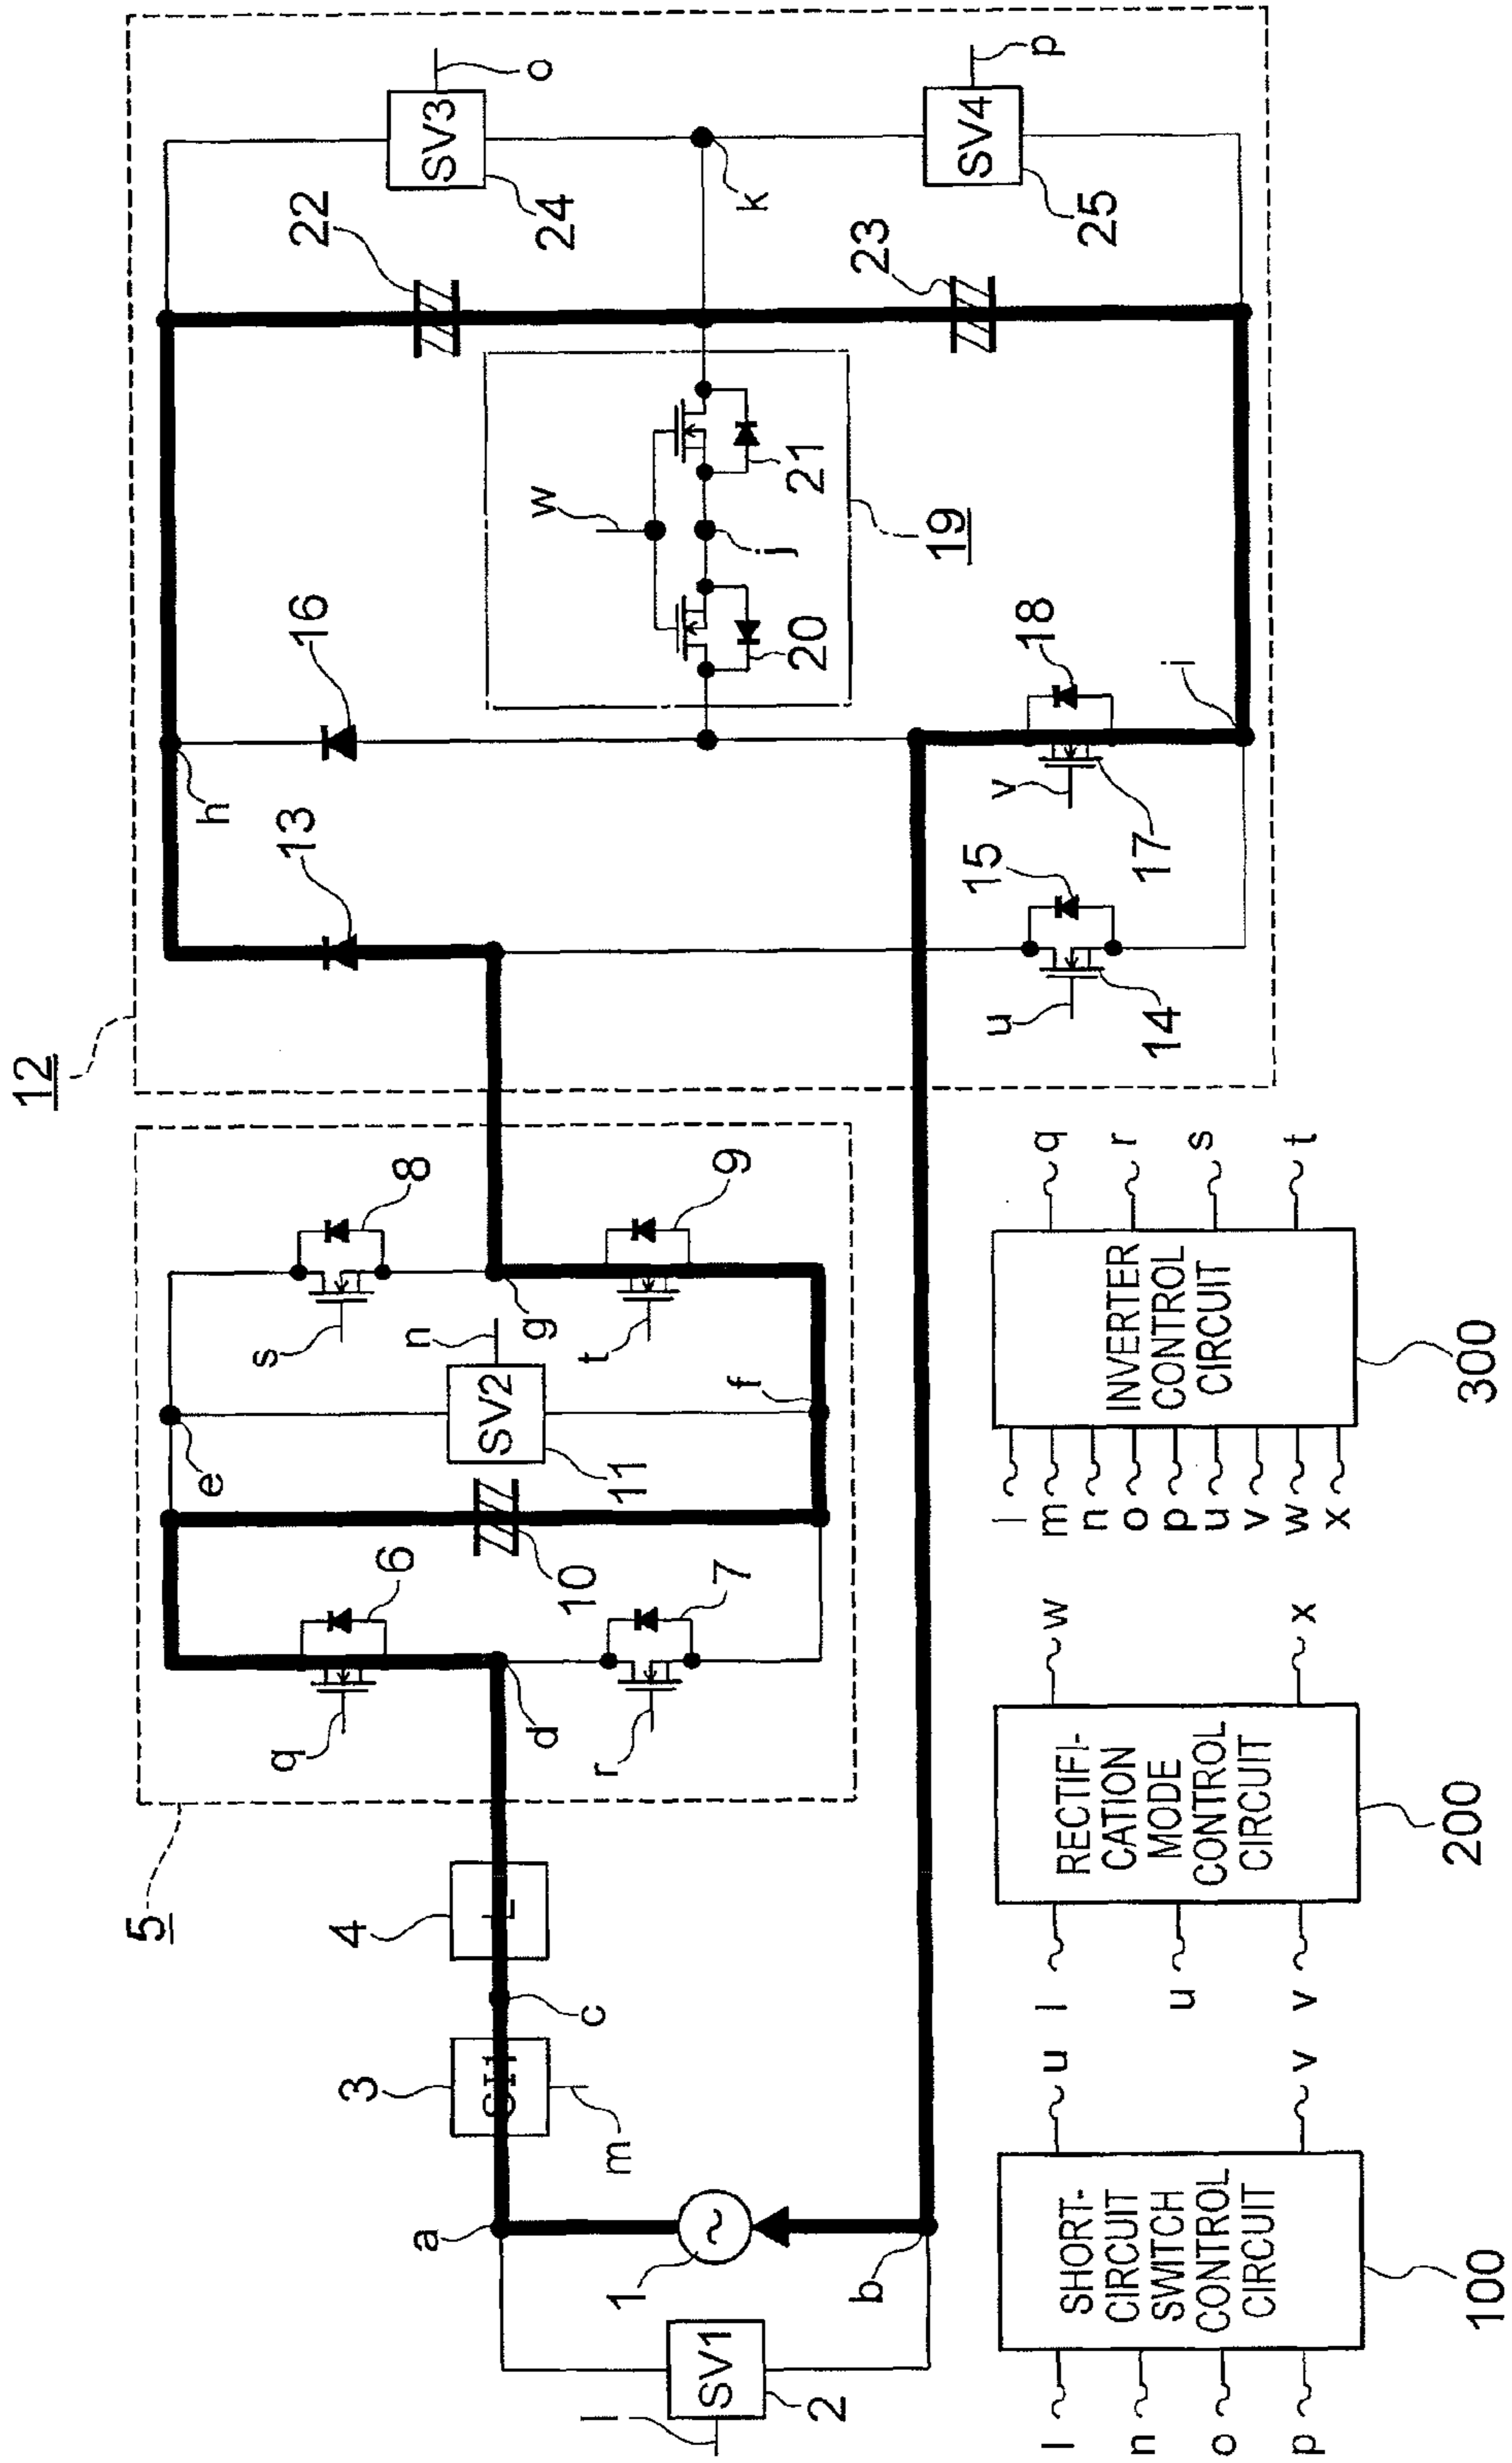 12
5
1
2
l
SV1
a
b
3
SI1
m
c
4
L
d
q
6
r
7
10
e
11
SV2
n
f
g
s
8
t
9
13
h
16
14
u
15
17
v
18
i
w
j
20
21
19
22
23
k
SV3
24
o
SV4
25
p
l
n
o
p
SHORT-
CIRCUIT
SWITCH
CONTROL
CIRCUIT
u
v
100
l
u
v
RECTIFI-
CATION
MODE
CONTROL
CIRCUIT
w
x
200
l
m
n
o
p
u
v
w
x
INVERTER
CONTROL
CIRCUIT
q
r
s
t
300